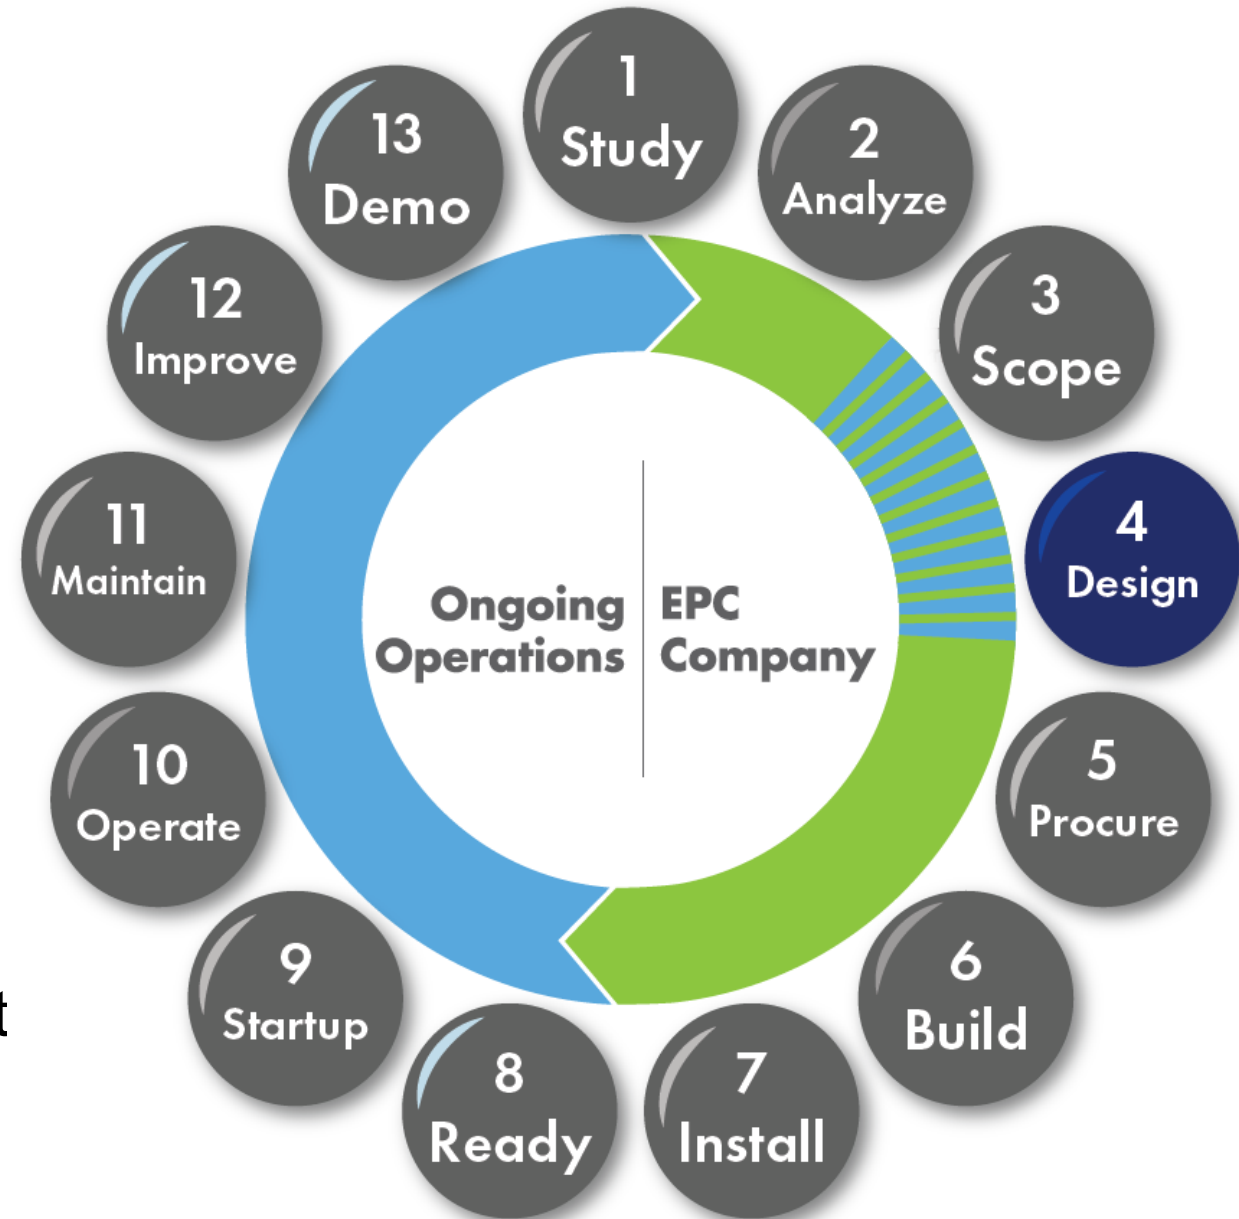 1
Study
2
Analyze
3
Scope
4
Design
5
Procure
6
Build
7
Install
8
Ready
9
Startup
10
Operate
11
Maintain
12
Improve
13
Demo
Ongoing
Operations
EPC
Company
t